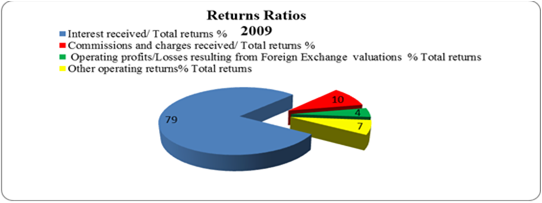 Returns Ratios
2009
Interest received/ Total returns %
Commissions and charges received/ Total returns %
Operating profits/Losses resulting from Foreign Exchange valuations % Total returns
Other operating returns% Total returns
79
10
4
7